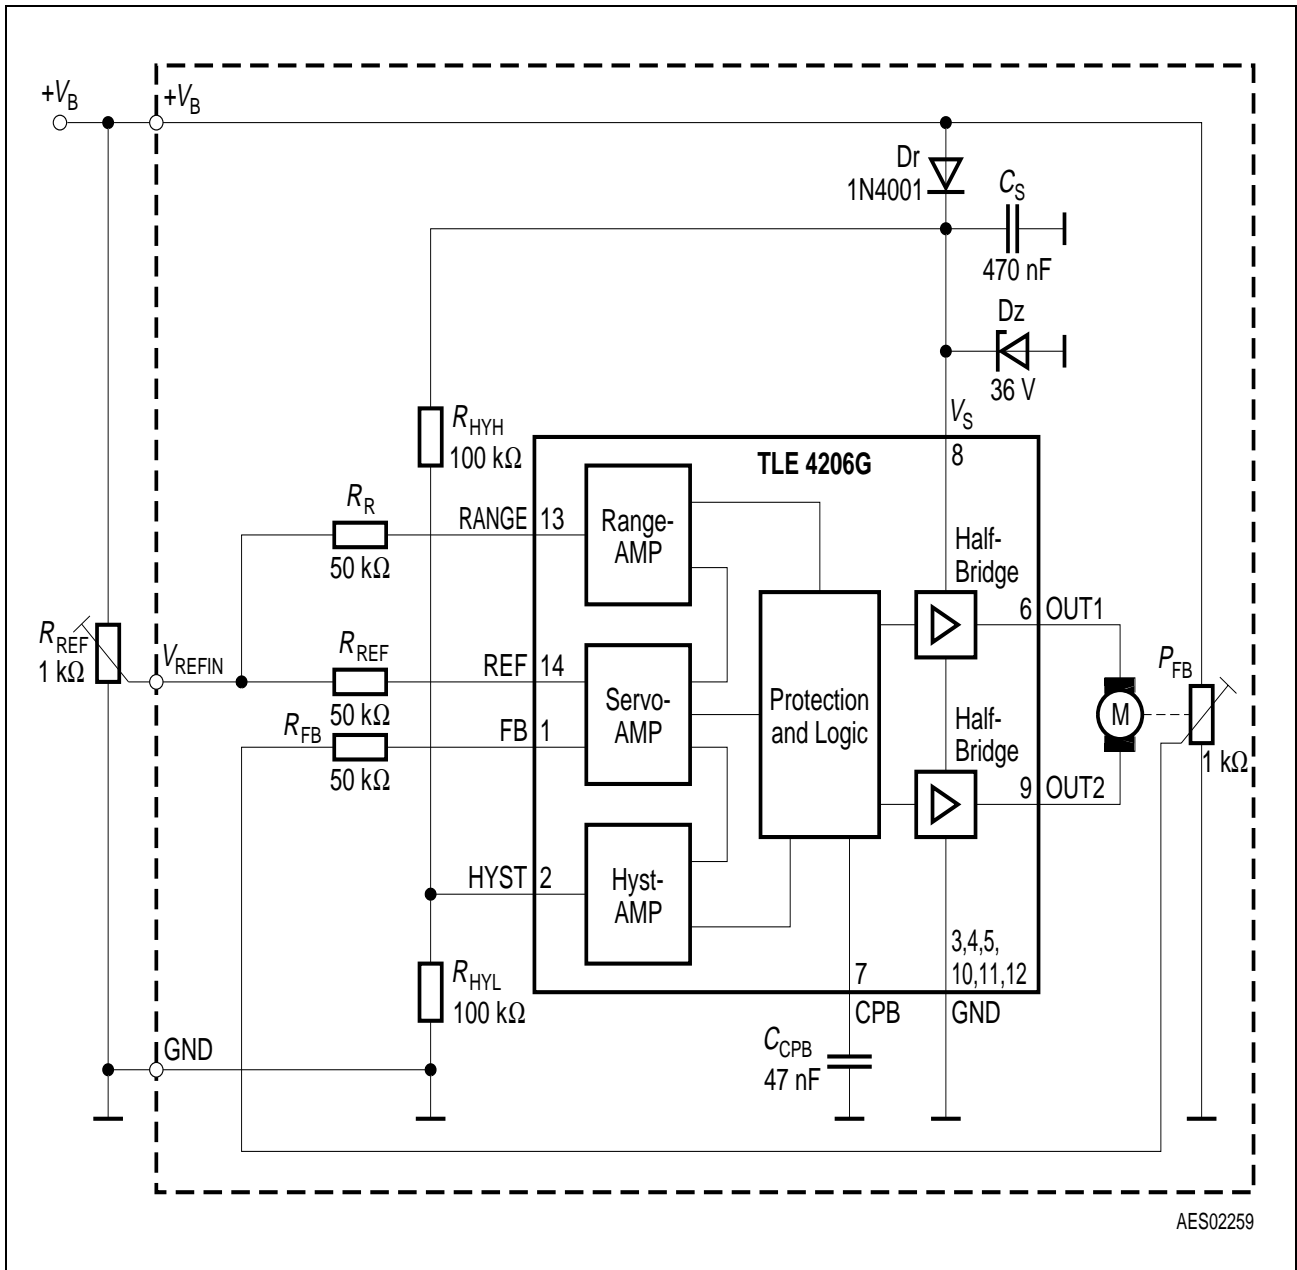 +VB
+VB
Dr
1N4001
CS
470 nF
Dz
36 V
VS
8
RHYH
100 kΩ
TLE 4206G
RR
50 kΩ
RANGE
13
Range-
AMP
Half-
Bridge
6
OUT1
RREF
1 kΩ
VREFIN
RREF
50 kΩ
REF
14
Servo-
AMP
Protection
and Logic
PFB
1 kΩ
M
RFB
50 kΩ
FB
1
Half-
Bridge
9
OUT2
HYST
2
Hyst-
AMP
RHYL
100 kΩ
3,4,5,
10,11,12
7
CPB
GND
GND
CCPB
47 nF
AES02259